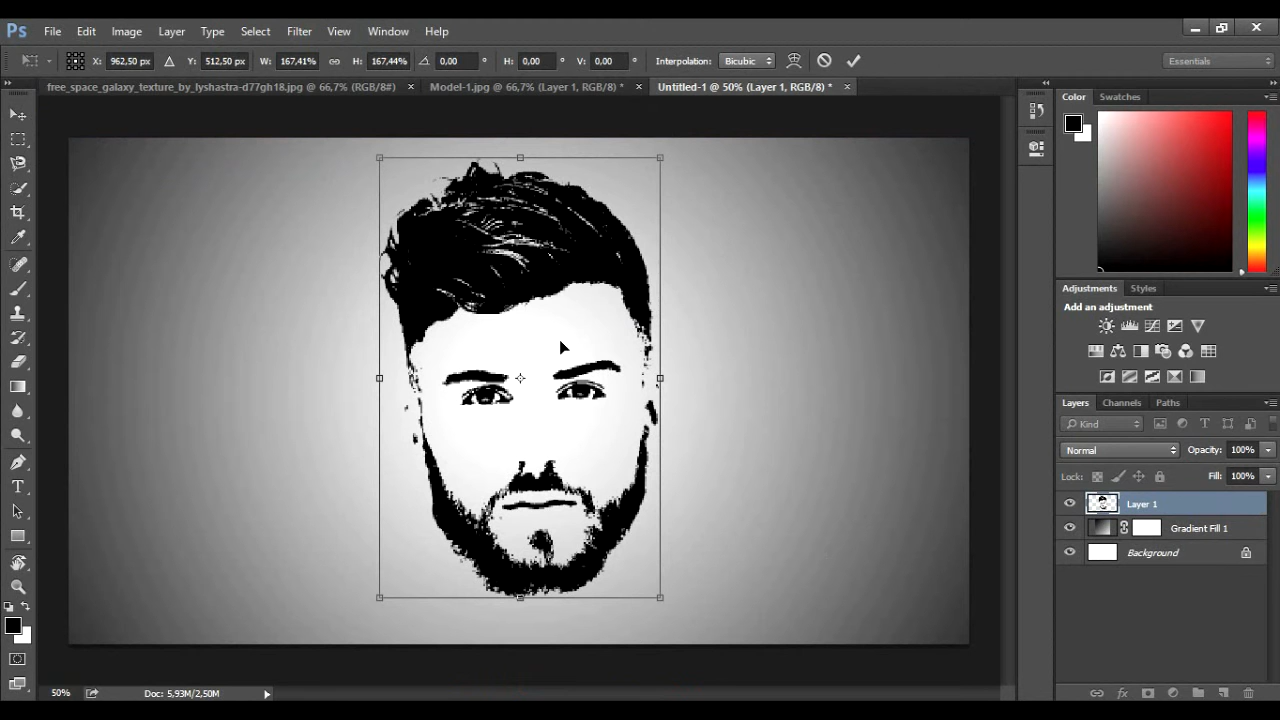 Ps File Edit Image Layer Type Select Filter View Window Help
X: 962,50 px Y: 512,50 px W: 167,41% H: 167,44% 0,00 ° H: 0,00 ° V: 0,00 ° Interpolation: Bicubic Essentials
free_space_galaxy_texture_by_lyshastra-d77gh18.jpg @ 66,7% (RGB/8#) × Model-1.jpg @ 66,7% (Layer 1, RGB/8) * × Untitled-1 @ 50% (Layer 1, RGB/8) * ×
Color Swatches
Adjustments Styles
Add an adjustment
Layers Channels Paths
Kind
Normal Opacity: 100%
Lock: Fill: 100%
Layer 1
Gradient Fill 1
Background
50% Doc: 5,93M/2,50M